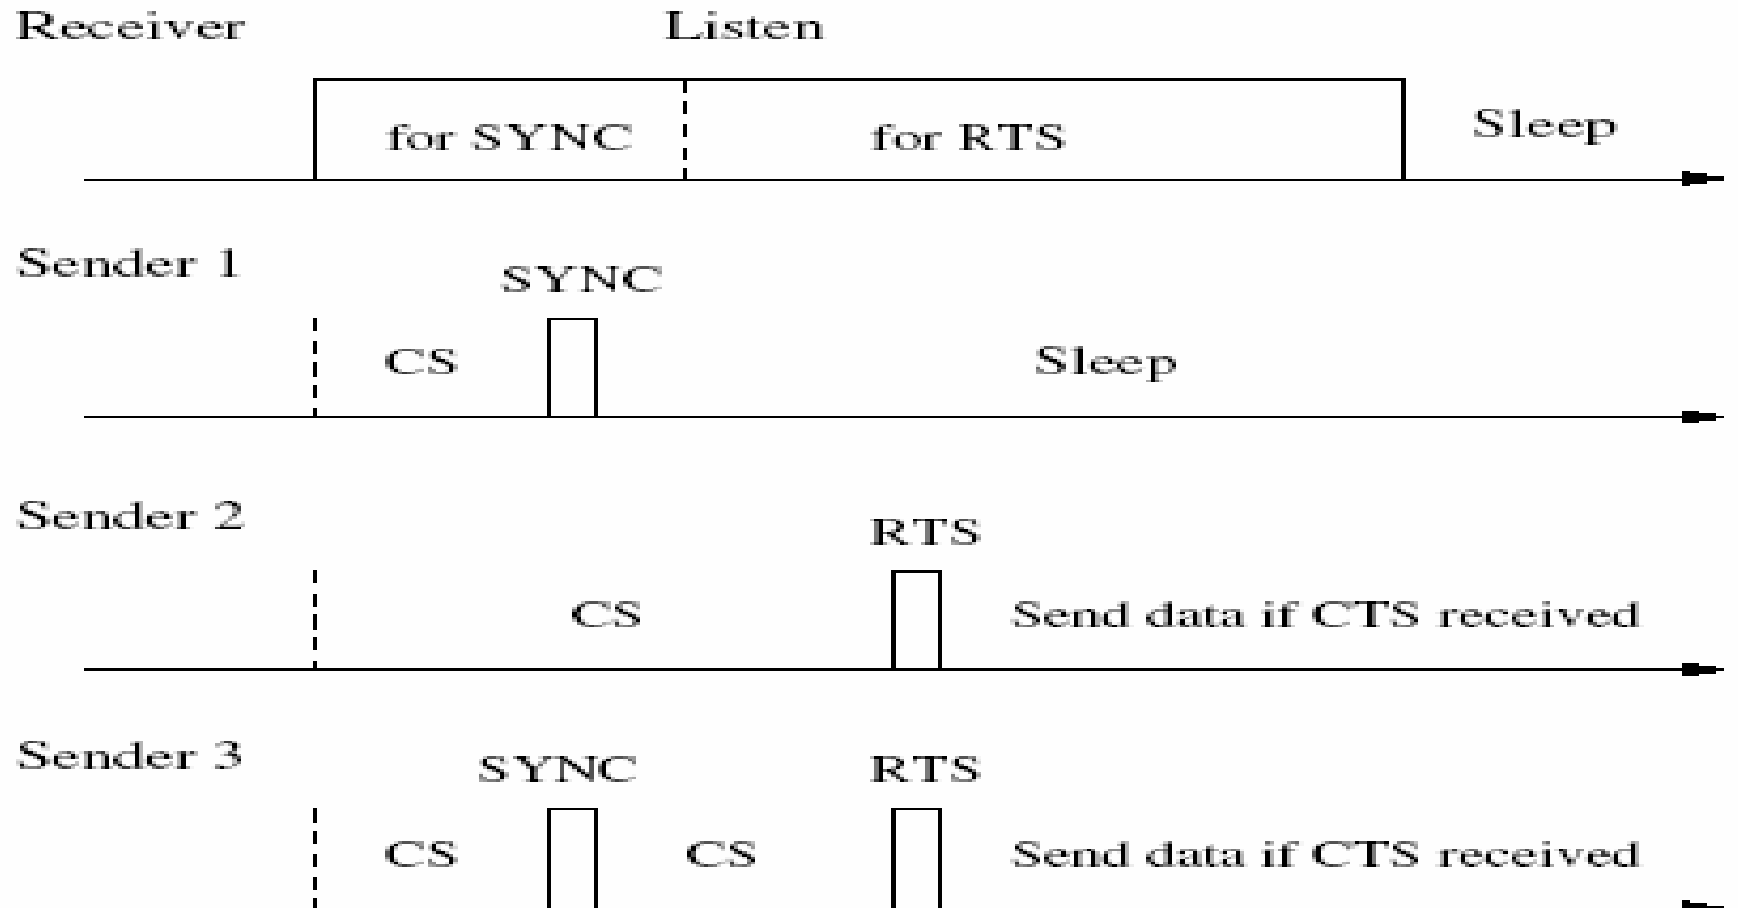 Receiver
Listen
for SYNC
for RTS
Sleep
Sender 1
SYNC
CS
Sleep
Sender 2
RTS
CS
Send data if CTS received
Sender 3
SYNC
RTS
CS
CS
Send data if CTS received